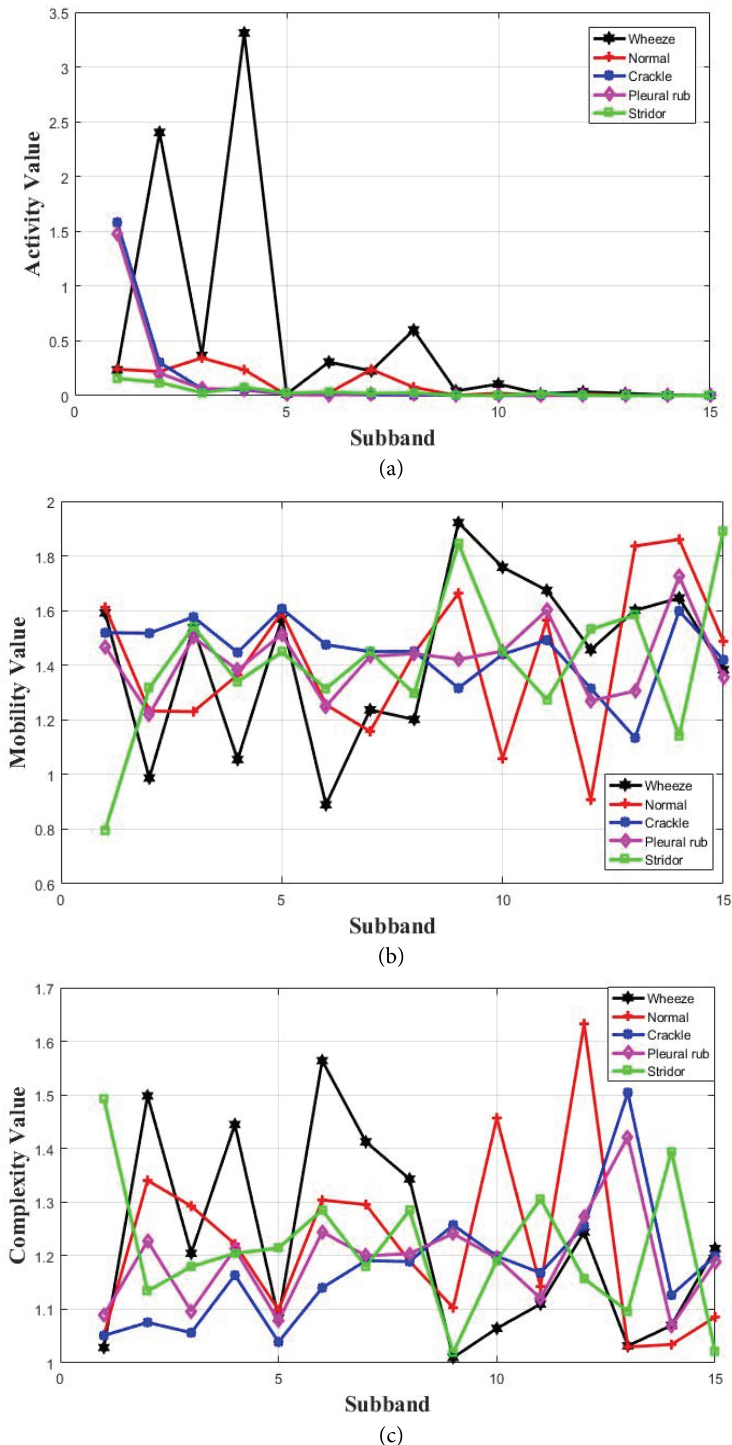 3.5
3
2.5
2
1.5
1
0.5
0
Activity Value
Wheeze
Normal
Crackle
Pleural rub
Stridor
0 5 10 15
Subband
(a)
2
1.8
1.6
1.4
1.2
1
0.8
0.6
Mobility Value
Wheeze
Normal
Crackle
Pleural rub
Stridor
0 5 10 15
Subband
(b)
1.7
1.6
1.5
1.4
1.3
1.2
1.1
1
Complexity Value
Wheeze
Normal
Crackle
Pleural rub
Stridor
0 5 10 15
Subband
(c)